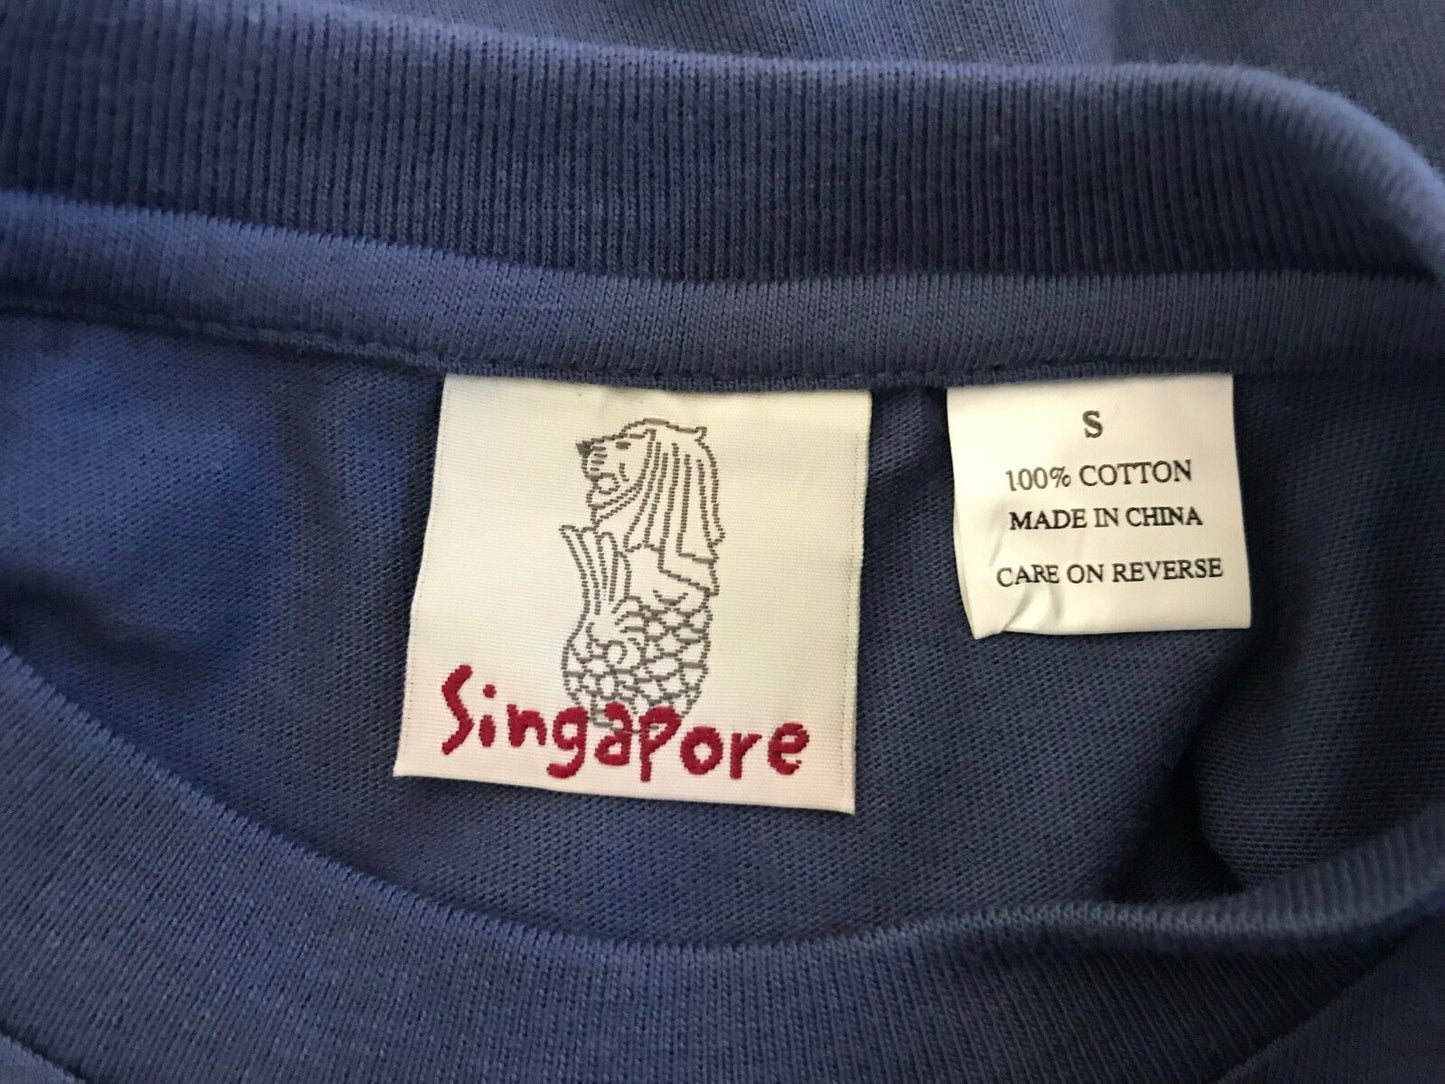 Singapore
S
100% COTTON
MADE IN CHINA
CARE ON REVERSE